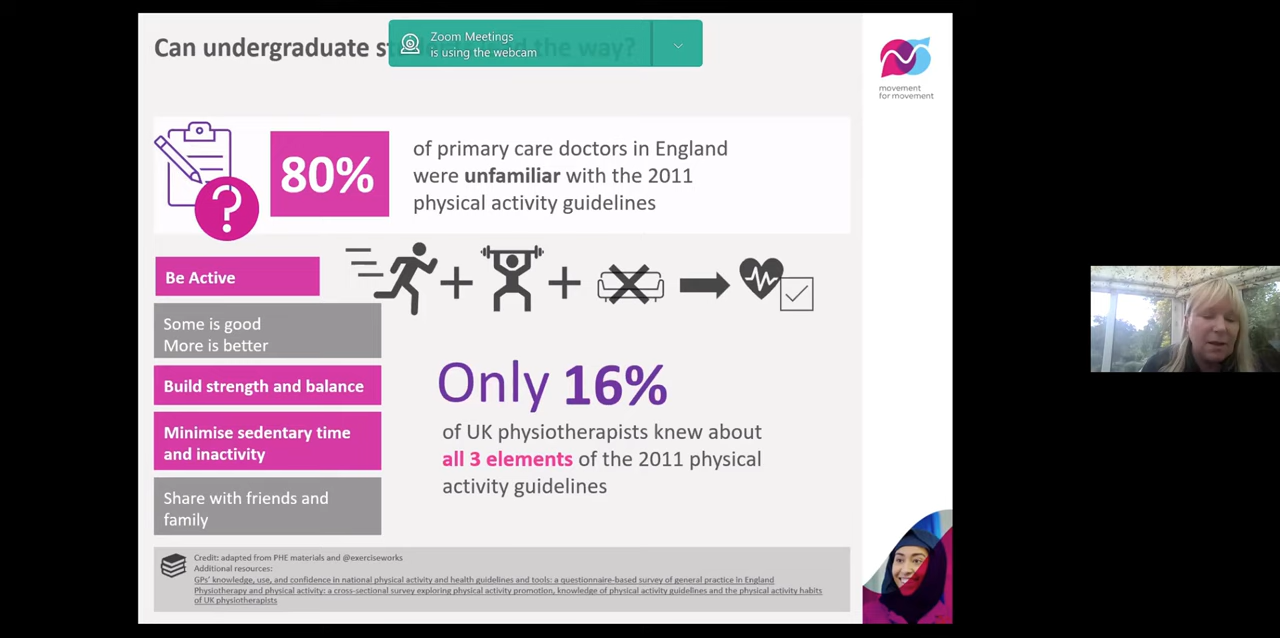 Can undergraduate s
the way?
Zoom Meetings
is using the webcam
movement
for movement
80%
of primary care doctors in England
were unfamiliar with the 2011
physical activity guidelines
?
Be Active
Some is good
More is better
Build strength and balance
Minimise sedentary time
and inactivity
Share with friends and
family
Only 16%
of UK physiotherapists knew about
all 3 elements of the 2011 physical
activity guidelines
Credit: adapted from PHE materials and @exerciseworks
Additional resources:
GPs' knowledge, use, and confidence in national physical activity and health guidelines and tools: a questionnaire-based survey of general practice in England
Physiotherapy and physical activity: a cross-sectional survey exploring physical activity promotion, knowledge of physical activity guidelines and the physical activity habits
of UK physiotherapists